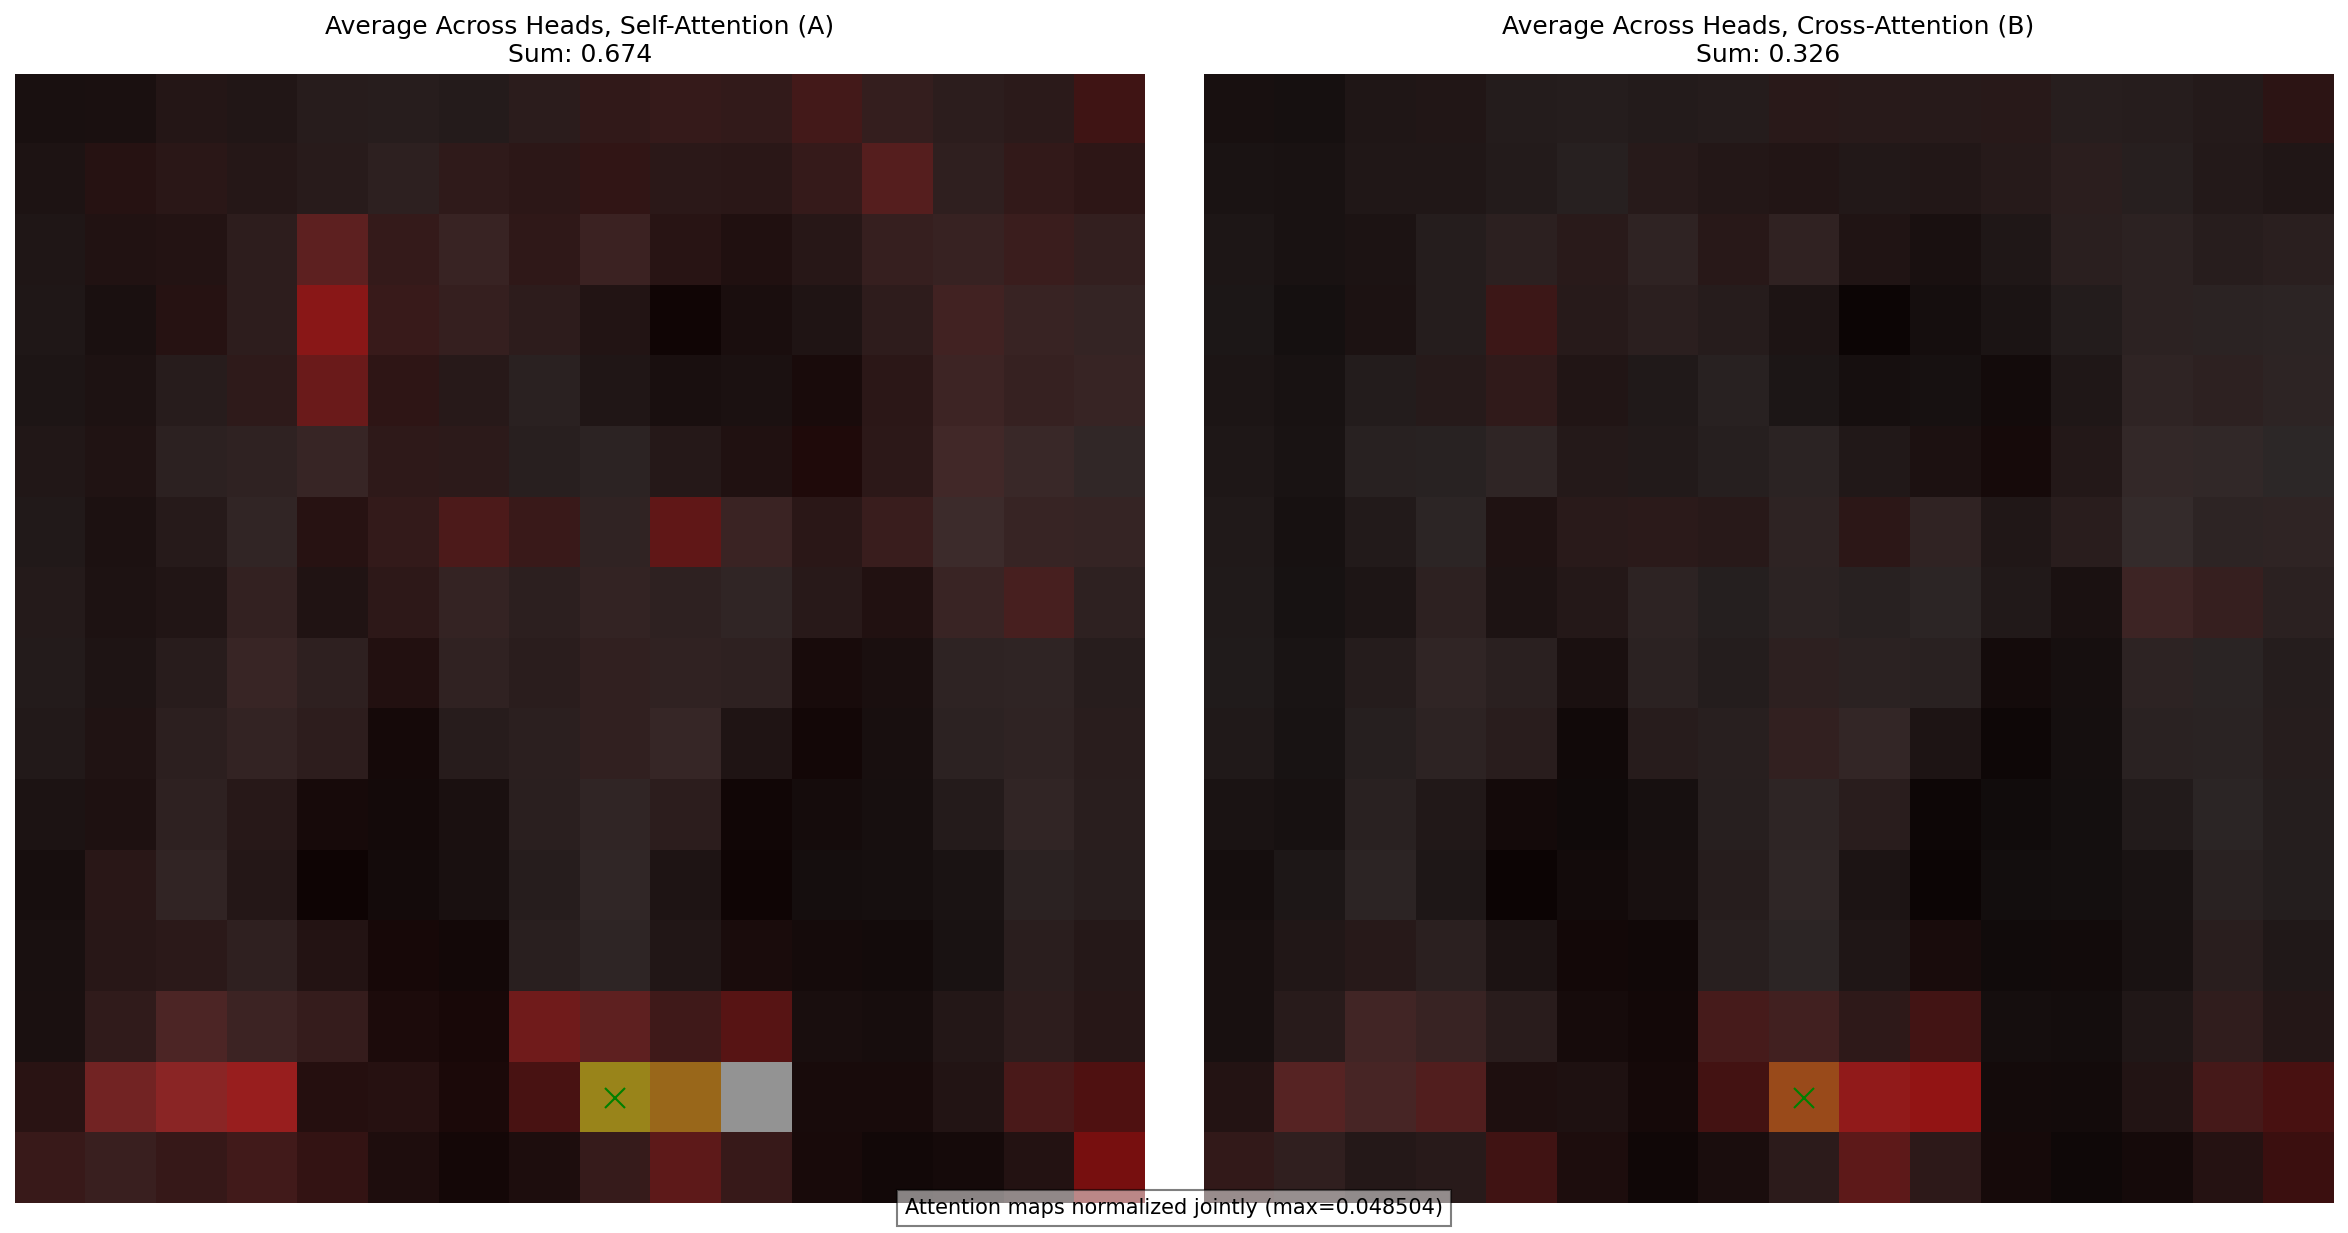 Average Across Heads, Self-Attention (A)
Sum: 0.674
Average Across Heads, Cross-Attention (B)
Sum: 0.326
Attention maps normalized jointly (max=0.048504)